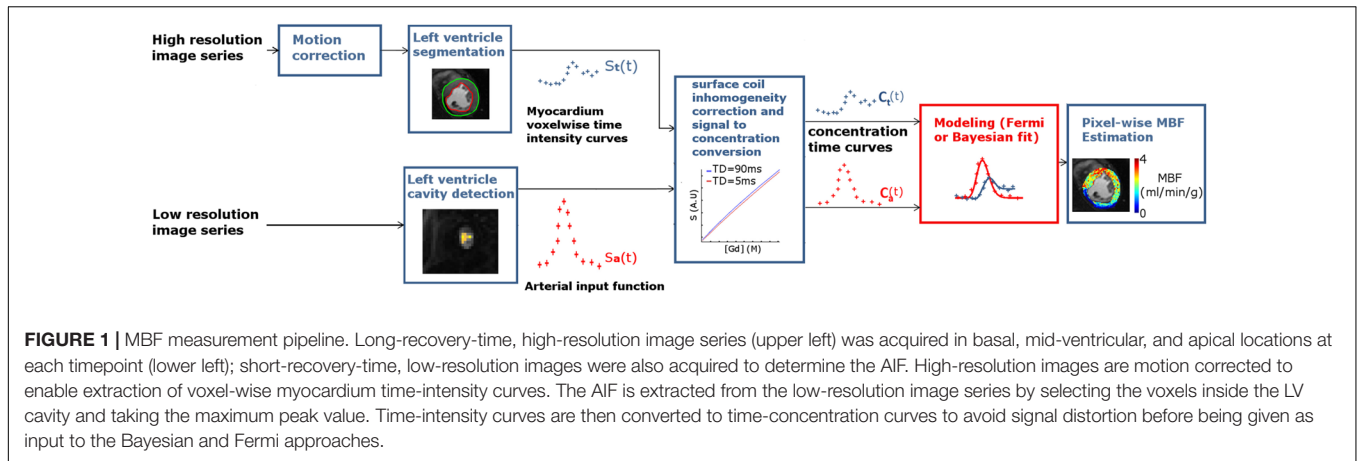 High resolution
image series
Motion
correction
Left ventricle
segmentation
St(t)
Myocardium
voxelwise time
intensity curves
Low resolution
image series
Left ventricle
cavity detection
Sa(t)
Arterial input function
surface coil
inhomogeneity
correction and
signal to
concentration
conversion
TD=90ms
TD=5ms
S (A.U)
[Gd] (M)
Ct(t)
concentration
time curves
Ca(t)
Modeling (Fermi
or Bayesian fit)
Pixel-wise MBF
Estimation
4
MBF
(ml/min/g)
0
FIGURE 1 | MBF measurement pipeline. Long-recovery-time, high-resolution image series (upper left) was acquired in basal, mid-ventricular, and apical locations at
each timepoint (lower left); short-recovery-time, low-resolution images were also acquired to determine the AIF. High-resolution images are motion corrected to
enable extraction of voxel-wise myocardium time-intensity curves. The AIF is extracted from the low-resolution image series by selecting the voxels inside the LV
cavity and taking the maximum peak value. Time-intensity curves are then converted to time-concentration curves to avoid signal distortion before being given as
input to the Bayesian and Fermi approaches.